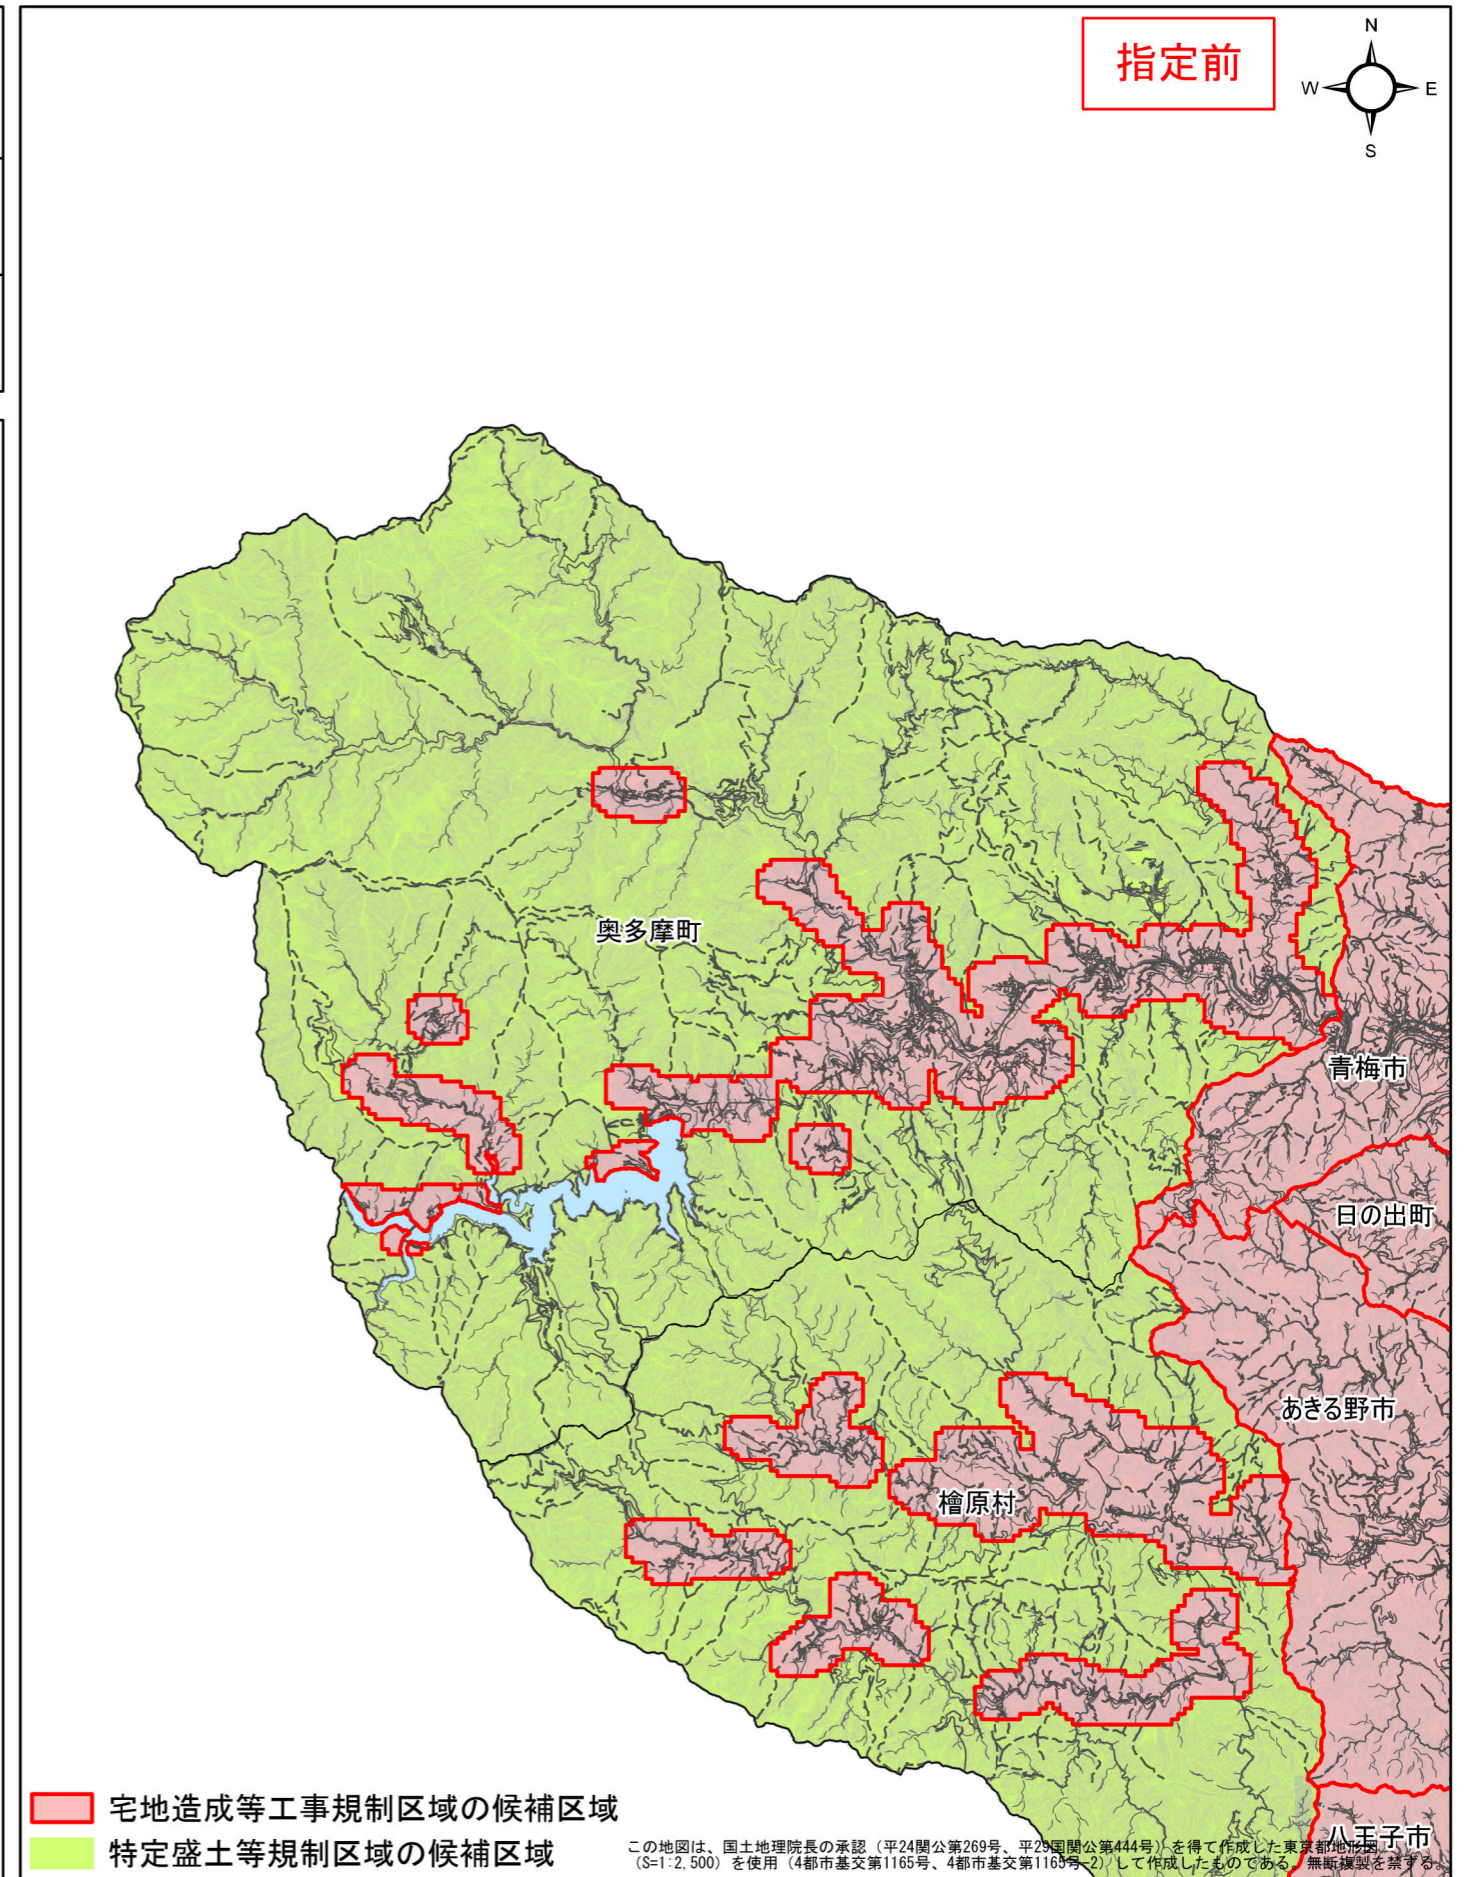 指定前
N
W E
S
奥多摩町
青梅市
日の出町
あきる野市
檜原村
八王子市
宅地造成等工事規制区域の候補区域
特定盛土等規制区域の候補区域
この地図は、国土地理院長の承認（平24関公第269号、平29国関公第444号）を得て作成した東京都地形図
（S=1:2,500）を使用（4都市基交第1165号、4都市基交第1165号-2）して作成したものである。無断複製を禁ずる。